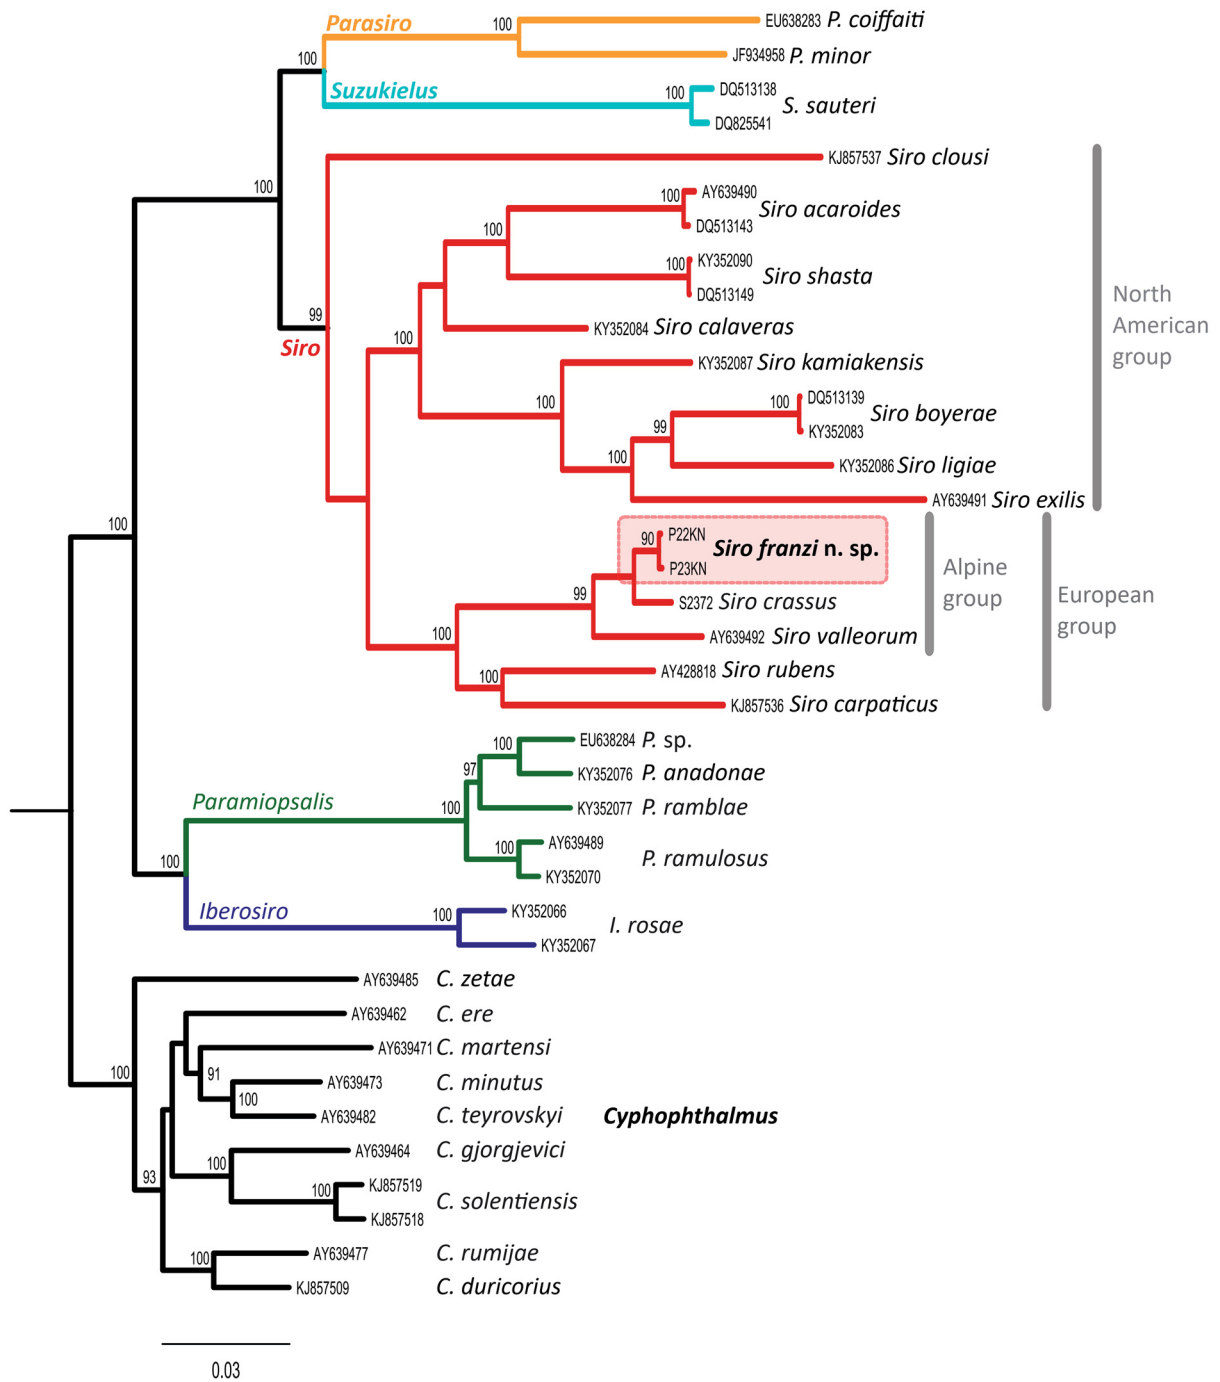 Parasiro
100
100
EU638283 P. coiffaiti
JF934958 P. minor
Suzukielus
100
DQ513138
DQ825541
S. sauteri
100
99
Siro
KJ857537 Siro clousi
100
100
AY639490
DQ513143
Siro acaroides
100
KY352090
DQ513149
Siro shasta
KY352084 Siro calaveras
100
KY352087 Siro kamiakensis
100
100
99
100
DQ513139
KY352083
Siro boyerae
KY352086 Siro ligiae
AY639491 Siro exilis
North
American
group
90
P22KN
P23KN
Siro franzi n. sp.
99
S2372 Siro crassus
AY639492 Siro valleorum
100
100
AY428818 Siro rubens
KJ857536 Siro carpaticus
Alpine
group
European
group
100
100
Paramiopsalis
100
97
100
EU638284 P. sp.
KY352076 P. anadonae
KY352077 P. ramblae
100
AY639489
KY352070
P. ramulosus
Iberosiro
100
KY352066
KY352067
I. rosae
100
AY639485 C. zetae
AY639462 C. ere
AY639471 C. martensi
91
100
AY639473 C. minutus
AY639482 C. teyrovskyi
Cyphophthalmus
93
100
AY639464 C. gjorgjevici
100
KJ857519
KJ857518
C. solentiensis
100
AY639477 C. rumijae
KJ857509 C. duricorius
0.03